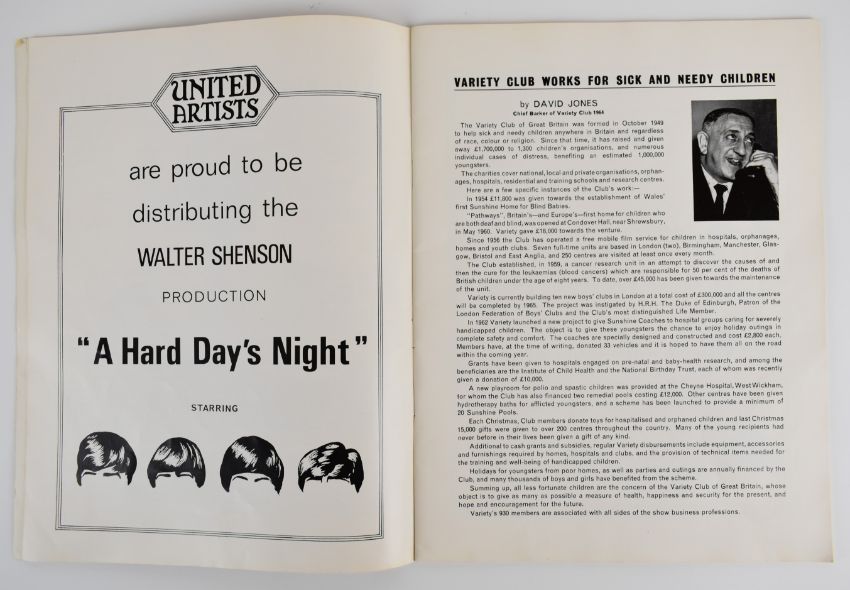 UNITED
ARTISTS
are proud to be
distributing the
WALTER SHENSON
PRODUCTION
"A Hard Day's Night"
STARRING
VARIETY CLUB WORKS FOR SICK AND NEEDY CHILDREN
by DAVID JONES
Chief Barker of Variety Club 1964
The Variety Club of Great Britain was formed in October 1949
to help sick and needy children anywhere in Britain and regardless
of race, colour or religion. Since that time, it has raised and given
away £1,700,000 to 1,300 children's organisations, and numerous
individual cases of distress, benefiting an estimated 1,000,000
youngsters.
The charities cover national, local and private organisations, orphan-
ages, hospitals, residential and training schools and research centres.
Here are a few specific instances of the Club's work:—
In 1954 £11,800 was given towards the establishment of Wales'
first Sunshine Home for Blind Babies.
"Pathways", Britain's—and Europe's—first home for children who
are both deaf and blind, was opened at Condover Hall, near Shrewsbury,
in May 1960. Variety gave £18,000 towards the venture.
Since 1956 the Club has operated a free mobile film service for children in hospitals, orphanages,
homes and youth clubs. Seven full-time units are based in London (two), Birmingham, Manchester, Glas-
gow, Bristol and East Anglia, and 250 centres are visited at least once every month.
The Club established, in 1959, a cancer research unit in an attempt to discover the causes of and
then the cure for the leukaemias (blood cancers) which are responsible for 50 per cent of the deaths of
British children under the age of eight years. To date, over £45,000 has been given towards the maintenance
of the unit.
Variety is currently building ten new boys' clubs in London at a total cost of £300,000 and all the centres
will be completed by 1965. The project was instigated by H.R.H. The Duke of Edinburgh, Patron of the
London Federation of Boys' Clubs and the Club's most distinguished Life Member.
In 1962 Variety launched a new project to give Sunshine Coaches to hospital groups caring for severely
handicapped children. The object is to give these youngsters the chance to enjoy holiday outings in
complete safety and comfort. The coaches are specially designed and constructed and cost £2,800 each,
Members have, at the time of writing, donated 33 vehicles and it is hoped to have them all on the road
within the coming year.
Grants have been given to hospitals engaged on pre-natal and baby-health research, and among the
beneficiaries are the Institute of Child Health and the National Birthday Trust, each of whom was recently
given a donation of £10,000.
A new playroom for polio and spastic children was provided at the Cheyne Hospital, West Wickham,
for whom the Club has also financed two remedial pools costing £12,000. Other centres have been given
hydrotherapy baths for afflicted youngsters, and a scheme has been launched to provide a minimum of
20 Sunshine Pools.
Each Christmas, Club members donate toys for hospitalised and orphaned children and last Christmas
15,000 gifts were given to over 200 centres throughout the country. Many of the young recipients had
never before in their lives been given a gift of any kind.
Additional to cash grants and subsidies, regular Variety disbursements include equipment, accessories
and furnishings required by homes, hospitals and clubs, and the provision of technical items needed for
the training and well-being of handicapped children.
Holidays for youngsters from poor homes, as well as parties and outings are annually financed by the
Club, and many thousands of boys and girls have benefited from the scheme.
Summing up, all less fortunate children are the concern of the Variety Club of Great Britain, whose
object is to give as many as possible a measure of health, happiness and security for the present, and
hope and encouragement for the future.
Variety's 930 members are associated with all sides of the show business professions.